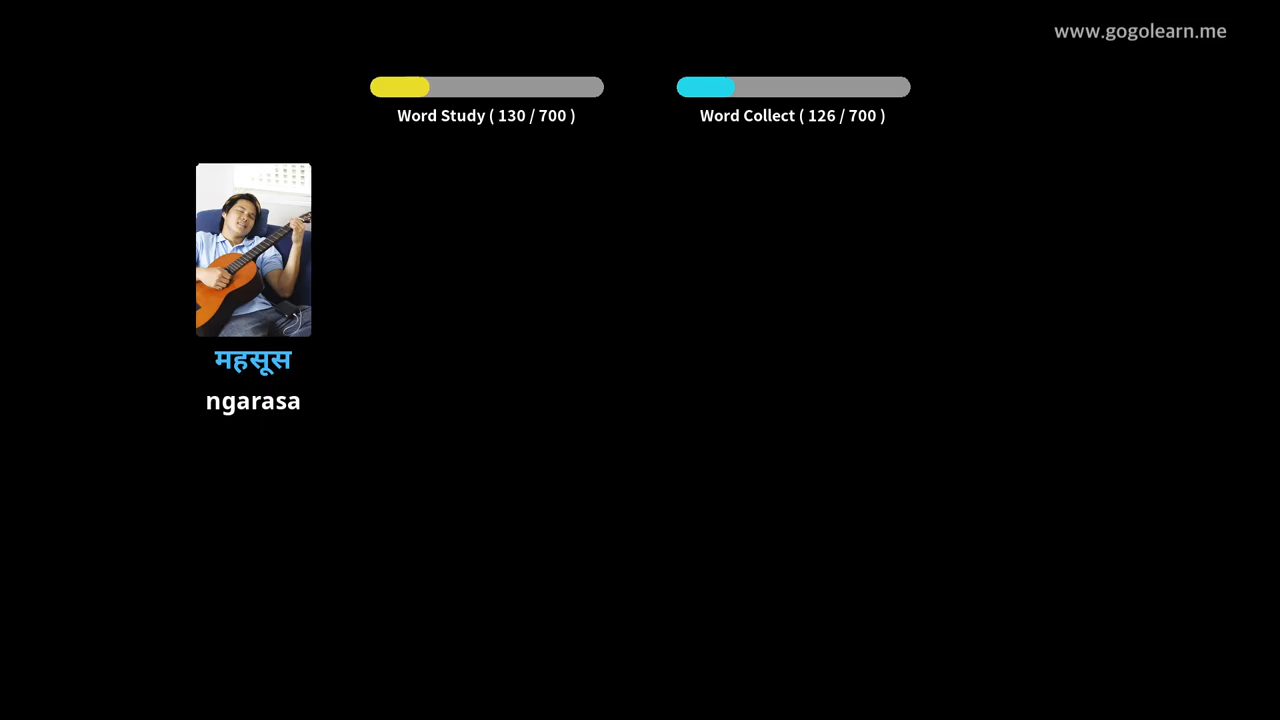 www.gogolearn.me
Word Study ( 130 / 700 )
Word Collect ( 126 / 700 )
महसूस
ngarasa